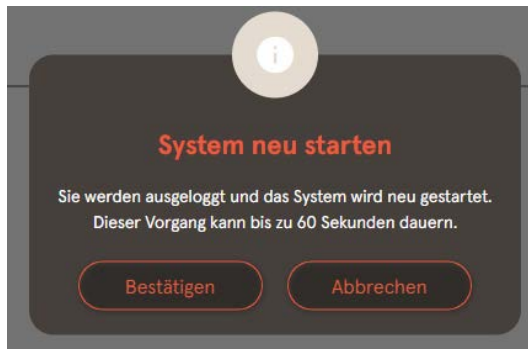 System neu starten
Sie werden ausgeloggt und das System wird neu gestartet.
Dieser Vorgang kann bis zu 60 Sekunden dauern.
Bestätigen Abbrechen